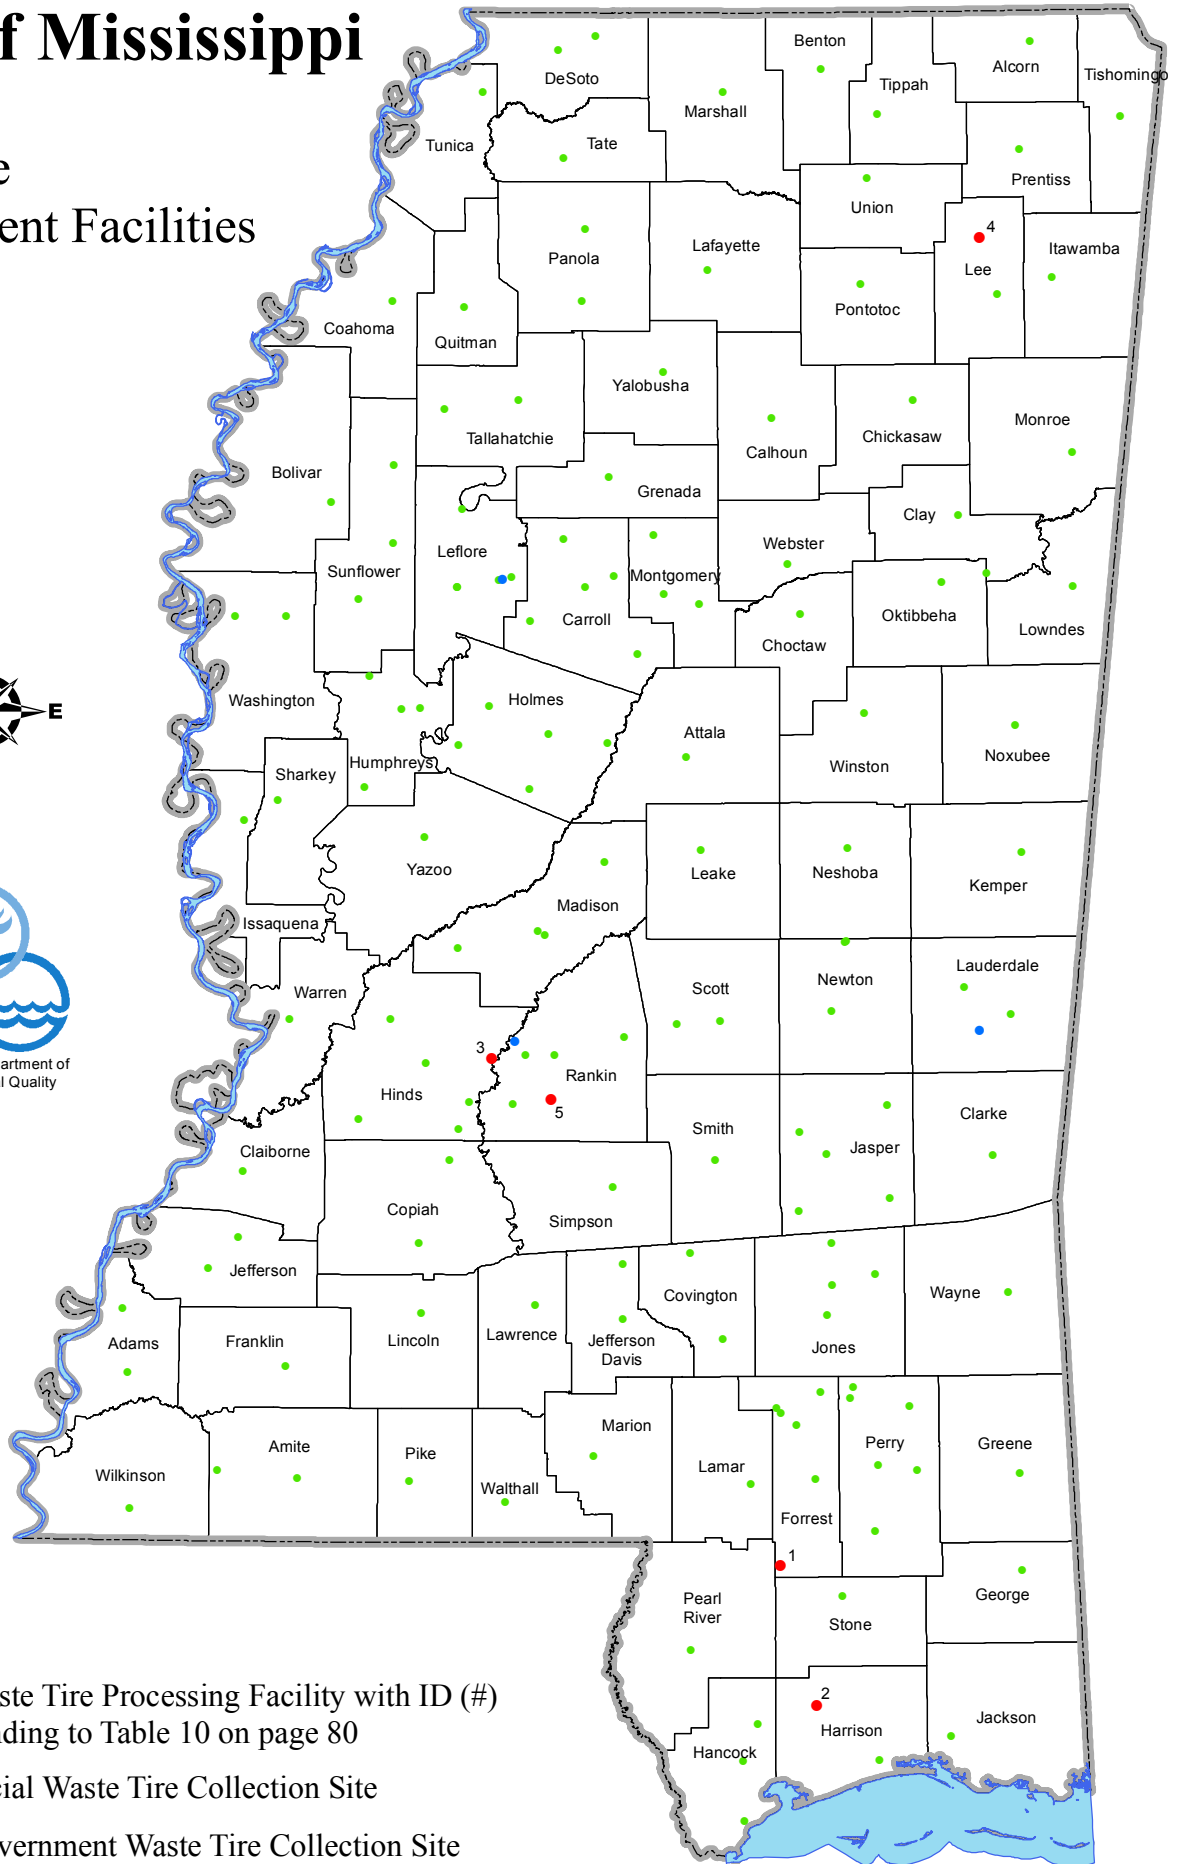 f Mississippi
e
ent Facilities
DeSoto
Benton
Tippah
Alcorn
Tishomingo
Marshall
Tunica
Tate
Prentiss
Union
Panola
Lafayette
4
Lee
Itawamba
Pontotoc
Coahoma
Quitman
Yalobusha
Tallahatchie
Calhoun
Chickasaw
Monroe
Bolivar
Grenada
Clay
Leflore
Webster
Sunflower
Montgomery
Carroll
Choctaw
Oktibbeha
Lowndes
Washington
Holmes
E
Attala
Humphreys
Sharkey
Winston
Noxubee
Yazoo
Leake
Neshoba
Kemper
Madison
Issaquena
Warren
Scott
Newton
Lauderdale
artment of
l Quality
3
Hinds
Rankin
5
Smith
Jasper
Clarke
Claiborne
Copiah
Simpson
Jefferson
Covington
Wayne
Adams
Franklin
Lincoln
Lawrence
Jefferson
Davis
Jones
Marion
Wilkinson
Amite
Pike
Walthall
Lamar
Perry
Greene
Forrest
1
Pearl
River
Stone
George
2
Harrison
Jackson
Hancock
ste Tire Processing Facility with ID (#)
nding to Table 10 on page 80
cial Waste Tire Collection Site
vernment Waste Tire Collection Site